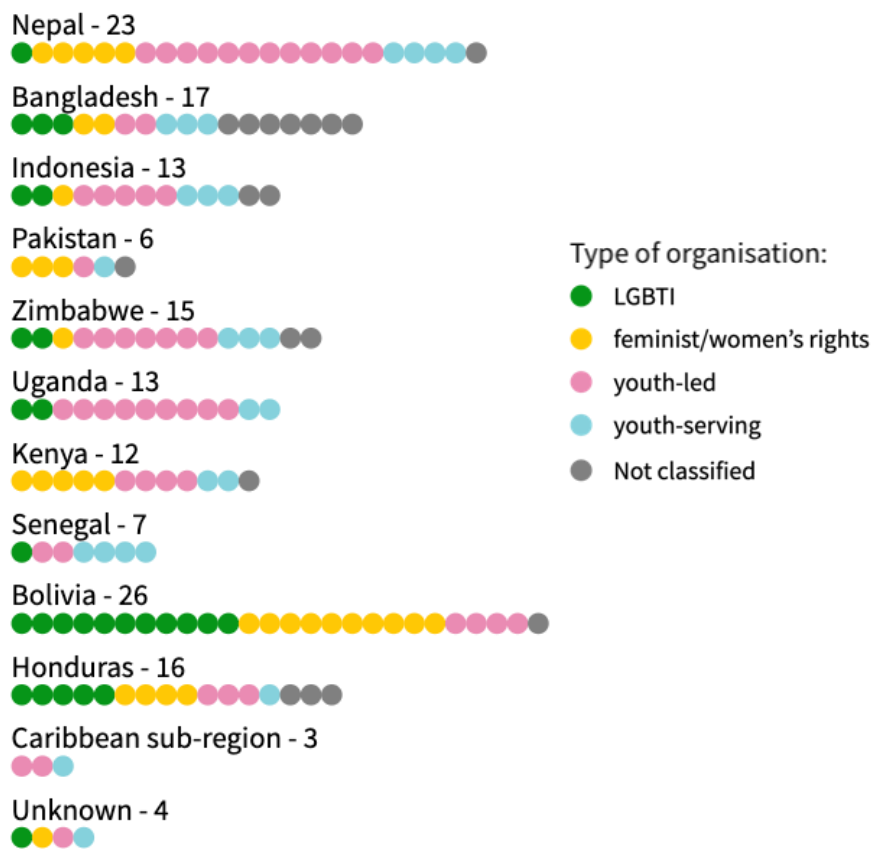 Nepal - 23
Bangladesh - 17
Indonesia - 13
Pakistan - 6
Zimbabwe - 15
Uganda - 13
Kenya - 12
Senegal - 7
Bolivia - 26
Honduras - 16
Caribbean sub-region - 3
Unknown - 4
Type of organisation:
LGBTI
feminist/women’s rights
youth-led
youth-serving
Not classified